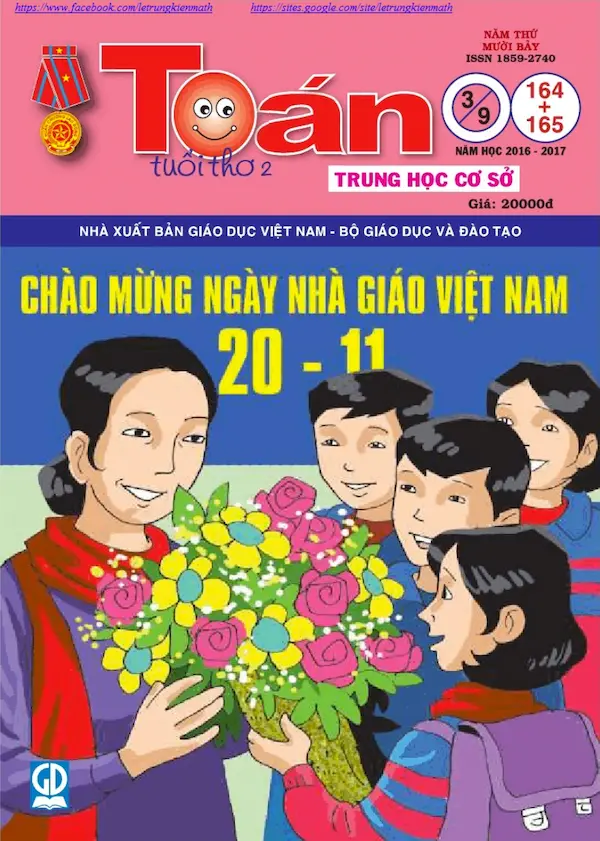 https://www.facebook.com/letrungkienmath
https://sites.google.com/site/letrungkienmath
Toán
tuổi thơ 2
NĂM THỨ
MƯỜI BẢY
ISSN 1859-2740
3/9
164
+
165
NĂM HỌC 2016 - 2017
TRUNG HỌC CƠ SỞ
Giá: 20000đ
NHÀ XUẤT BẢN GIÁO DỤC VIỆT NAM - BỘ GIÁO DỤC VÀ ĐÀO TẠO
CHÀO MỪNG NGÀY NHÀ GIÁO VIỆT NAM
20 - 11
GD